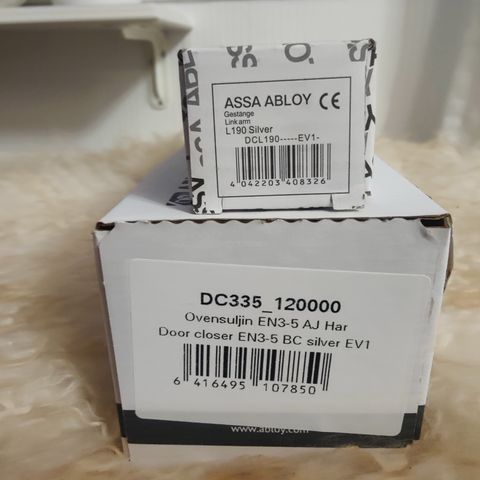 ASSA ABLOY CE
Gestänge
Link arm
L190 Silver
DCL190-----EV1-
4 042203 408326
DC335_120000
Ovensuljin EN3-5 AJ Har
Door closer EN3-5 BC silver EV1
6 416495 107850
www.abloy.com